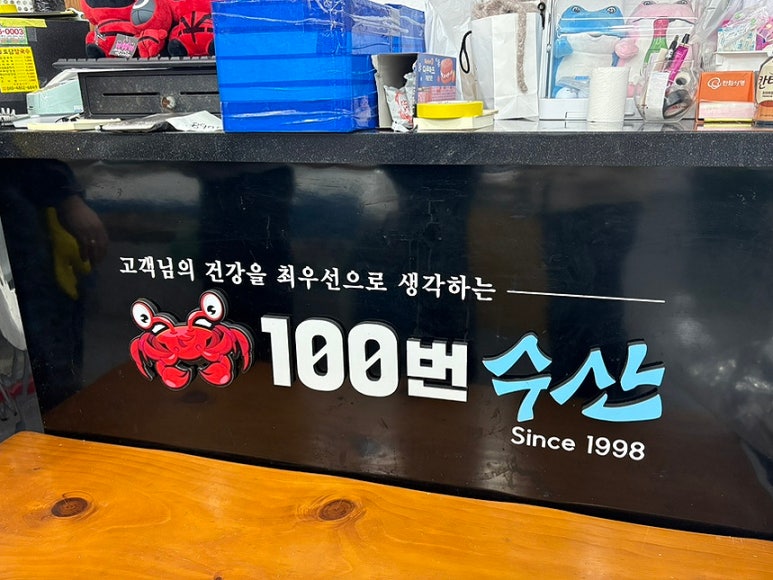 고객님의 건강을 최우선으로 생각하는
100번 수산
Since 1998